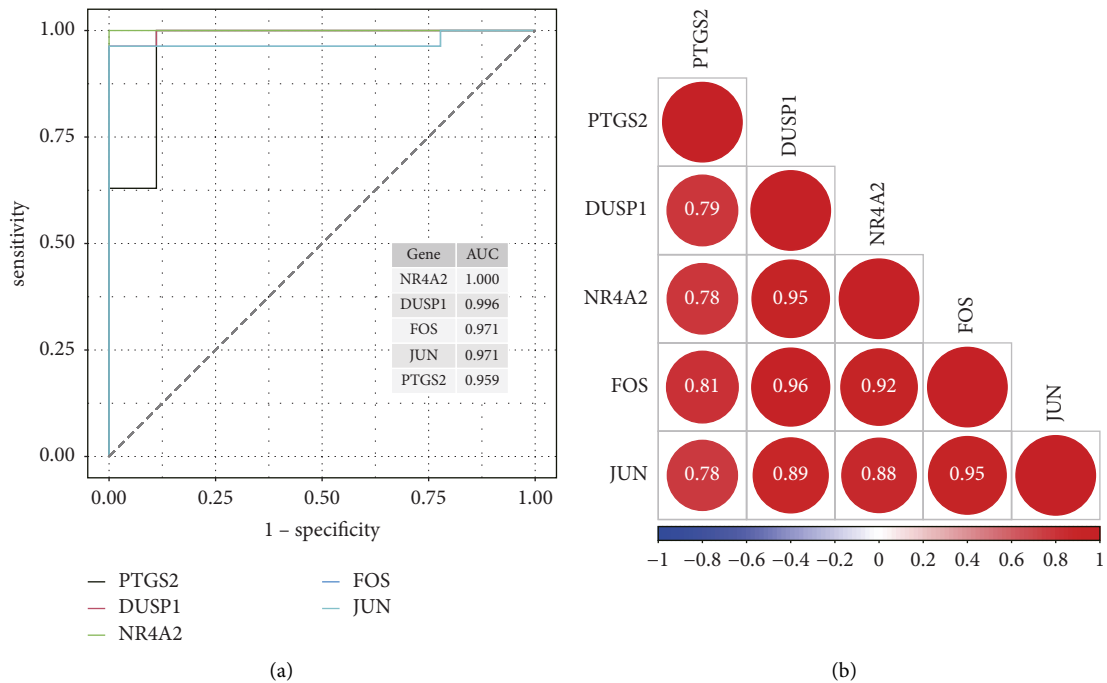 1.00
0.75
0.50
0.25
0.00
sensitivity
Gene AUC
NR4A2 1.000
DUSP1 0.996
FOS 0.971
JUN 0.971
PTGS2 0.959
0.00 0.25 0.50 0.75 1.00
1 – specificity
PTGS2 FOS
DUSP1 JUN
NR4A2
(a)
PTGS2
DUSP1
NR4A2
FOS
JUN
PTGS2
DUSP1 0.79
NR4A2 0.78 0.95
FOS 0.81 0.96 0.92
JUN 0.78 0.89 0.88 0.95
−1 −0.8 −0.6 −0.4 −0.2 0 0.2 0.4 0.6 0.8 1
(b)